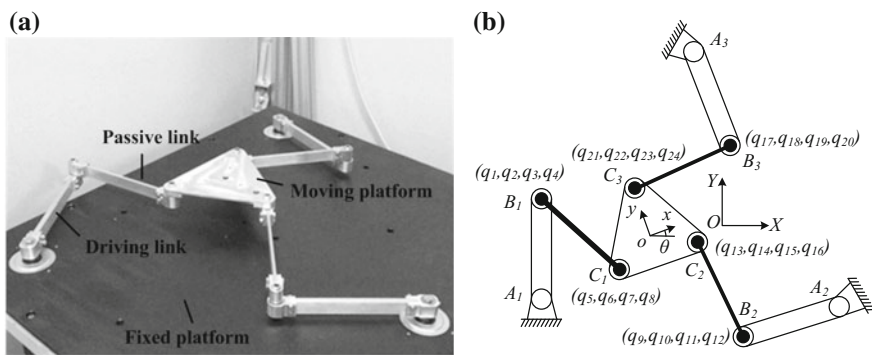 (a)
Passive link
Moving platform
Driving link
Fixed platform
(b)
A3
(q17,q18,q19,q20)
B3
(q21,q22,q23,q24)
C3
(q1,q2,q3,q4)
B1
Y
O
X
y
x
o
θ
C1
C2
(q13,q14,q15,q16)
A1
(q5,q6,q7,q8)
B2
A2
(q9,q10,q11,q12)